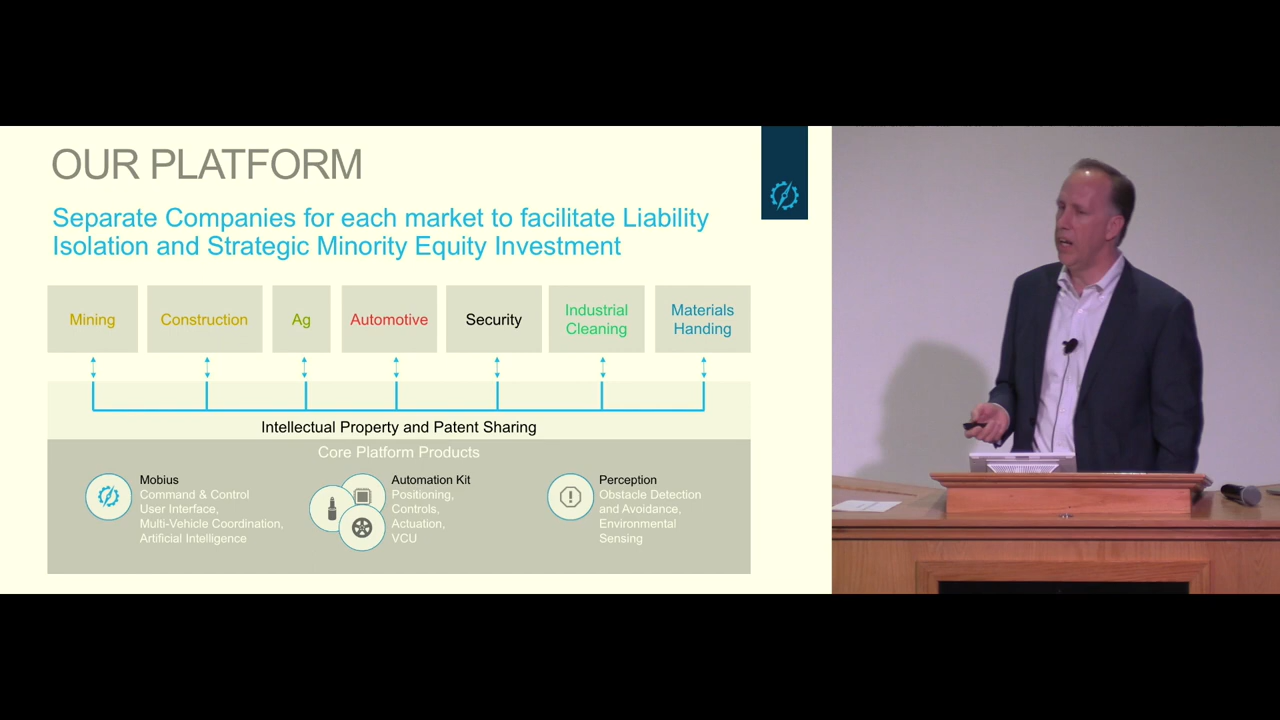 OUR PLATFORM
Separate Companies for each market to facilitate Liability
Isolation and Strategic Minority Equity Investment
Mining
Construction
Ag
Automotive
Security
Industrial
Cleaning
Materials
Handing
Intellectual Property and Patent Sharing
Core Platform Products
Mobius
Command & Control
User Interface,
Multi-Vehicle Coordination,
Artificial Intelligence
Automation Kit
Positioning,
Controls,
Actuation,
VCU
Perception
Obstacle Detection
and Avoidance,
Environmental
Sensing